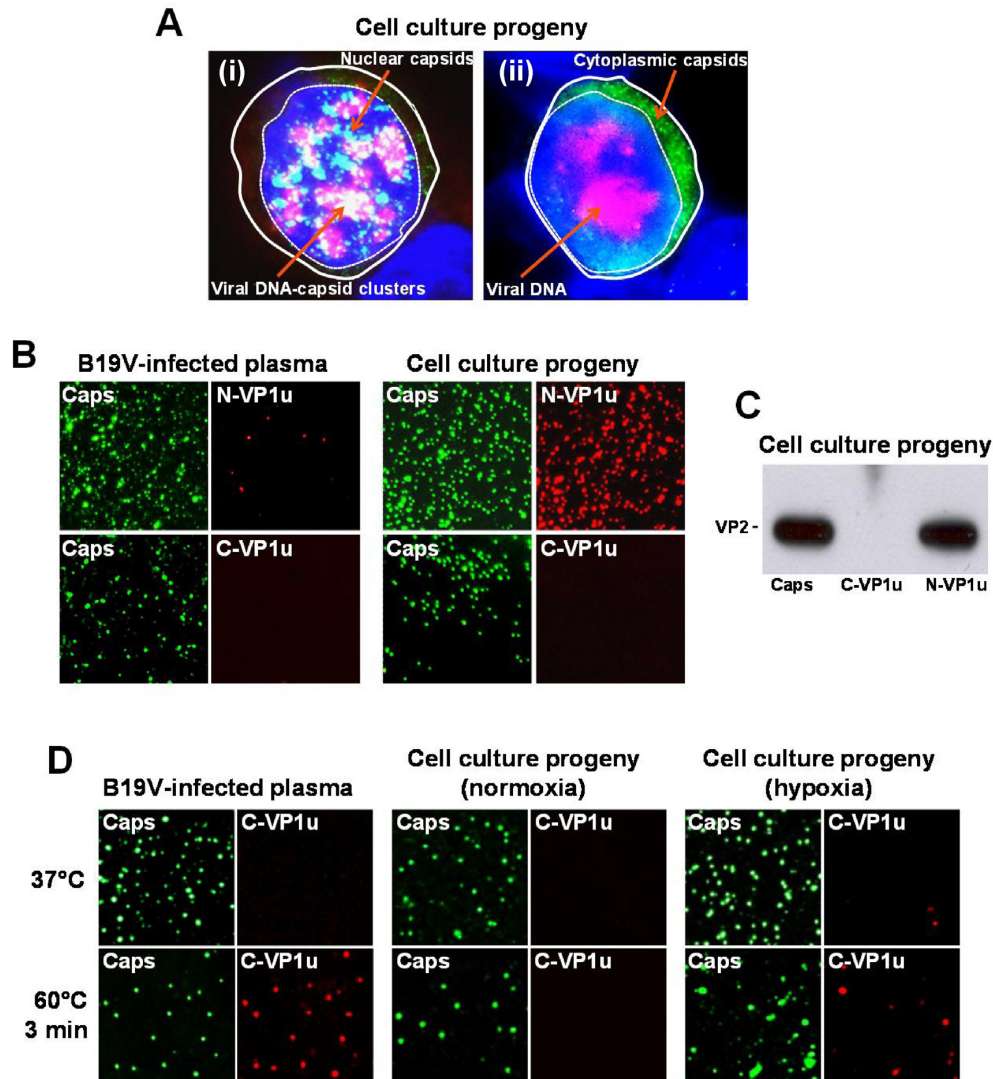 A
Cell culture progeny
(i)
Nuclear capsids
Viral DNA-capsid clusters
(ii)
Cytoplasmic capsids
Viral DNA
B
B19V-infected plasma
Cell culture progeny
Caps
N-VP1u
Caps
N-VP1u
Caps
C-VP1u
Caps
C-VP1u
C
Cell culture progeny
VP2-
Caps
C-VP1u
N-VP1u
D
B19V-infected plasma
Cell culture progeny
(normoxia)
Cell culture progeny
(hypoxia)
37°C
Caps
C-VP1u
Caps
C-VP1u
Caps
C-VP1u
60°C
3 min
Caps
C-VP1u
Caps
C-VP1u
Caps
C-VP1u